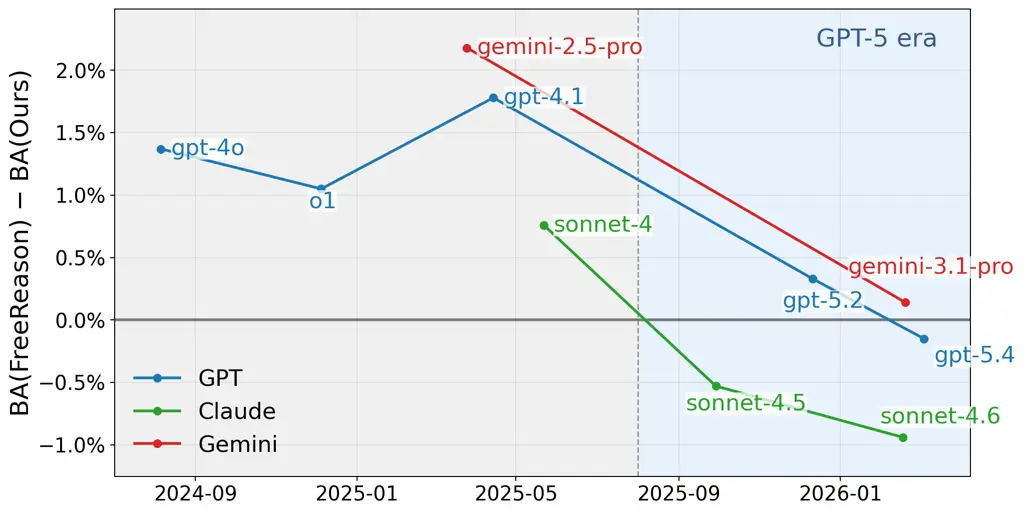 BA(FreeReason) − BA(Ours)
2.0%
1.5%
1.0%
0.5%
0.0%
−0.5%
−1.0%
GPT-5 era
gemini-2.5-pro
gpt-4.1
gpt-4o
o1
sonnet-4
gemini-3.1-pro
gpt-5.2
gpt-5.4
sonnet-4.5
sonnet-4.6
GPT
Claude
Gemini
2024-09
2025-01
2025-05
2025-09
2026-01